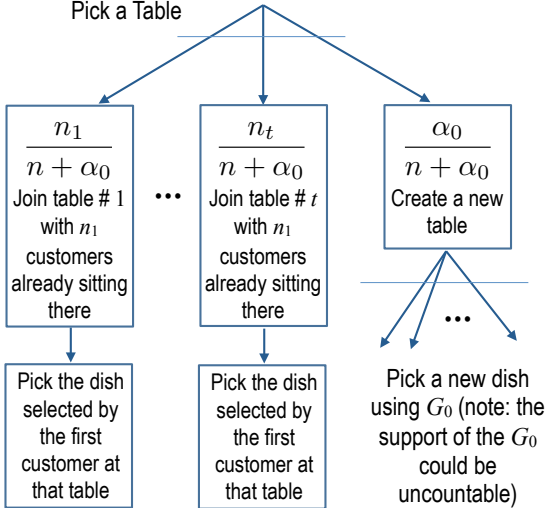 Pick a Table
n₁
n + α₀
Join table # 1
with n₁
customers
already sitting
there
...
nₜ
n + α₀
Join table # t
with n₁
customers
already sitting
there
α₀
n + α₀
Create a new
table
...
Pick the dish
selected by
the first
customer at
that table
Pick the dish
selected by
the first
customer at
that table
Pick a new dish
using G₀ (note: the
support of the G₀
could be
uncountable)